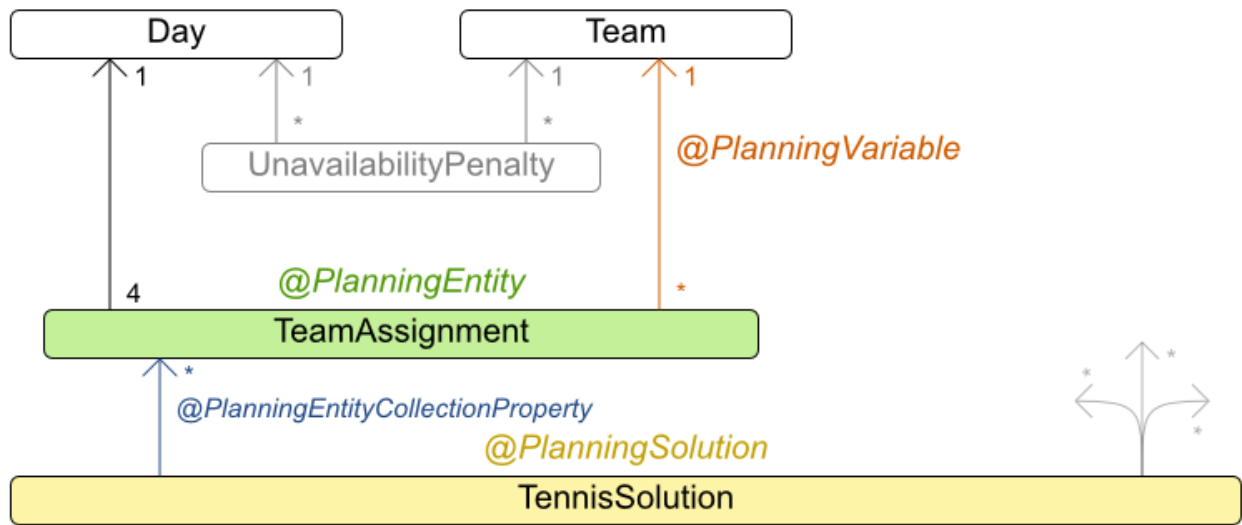 Day
Team
1
1
1
1
*
*
@PlanningVariable
UnavailabilityPenalty
@PlanningEntity
4
*
TeamAssignment
*
*
*
@PlanningEntityCollectionProperty
*
@PlanningSolution
TennisSolution